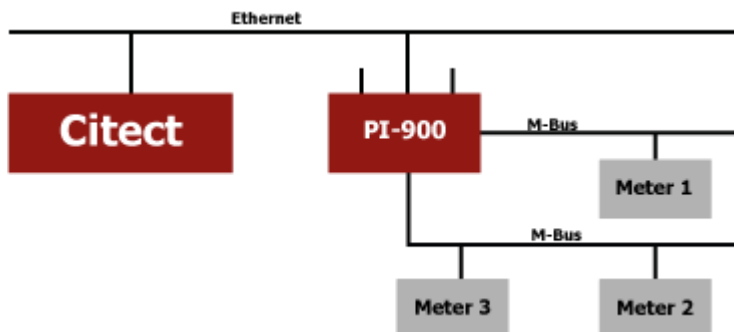 Ethernet
Citect
PI-900
M-Bus
Meter 1
M-Bus
Meter 3
Meter 2